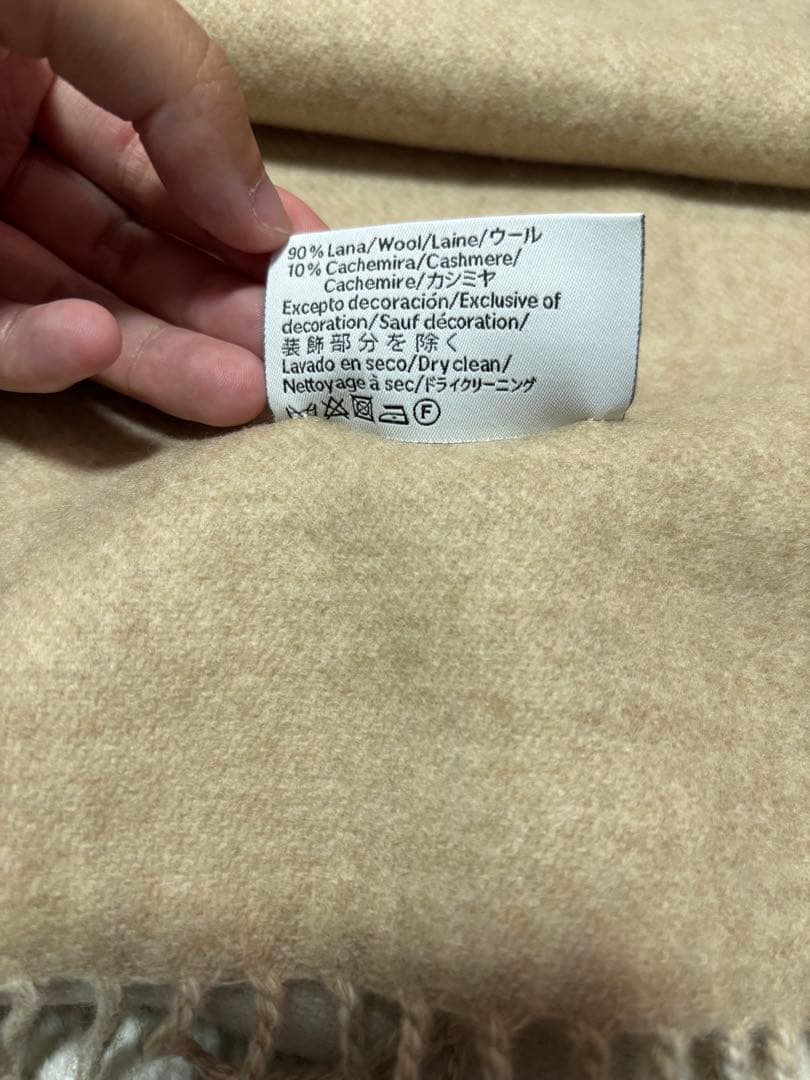 90% Lana/Wool/Laine/ウール
10% Cachemira/Cashmere/
Cachemire/カシミヤ
Excepto decoración/Exclusive of
decoration/Sauf décoration/
装飾部分を除く
Lavado en seco/Dry clean/
Nettoyage à sec/ドライクリーニング
F